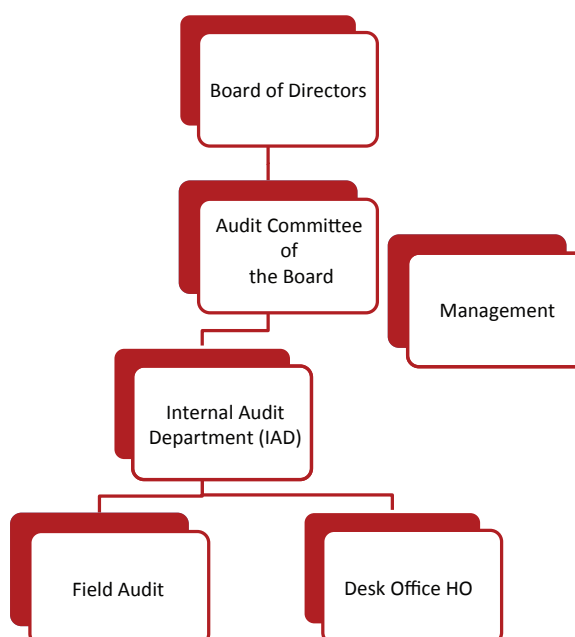 Board of Directors
Audit Committee
of
the Board
Management
Internal Audit
Department (IAD)
Field Audit
Desk Office HO